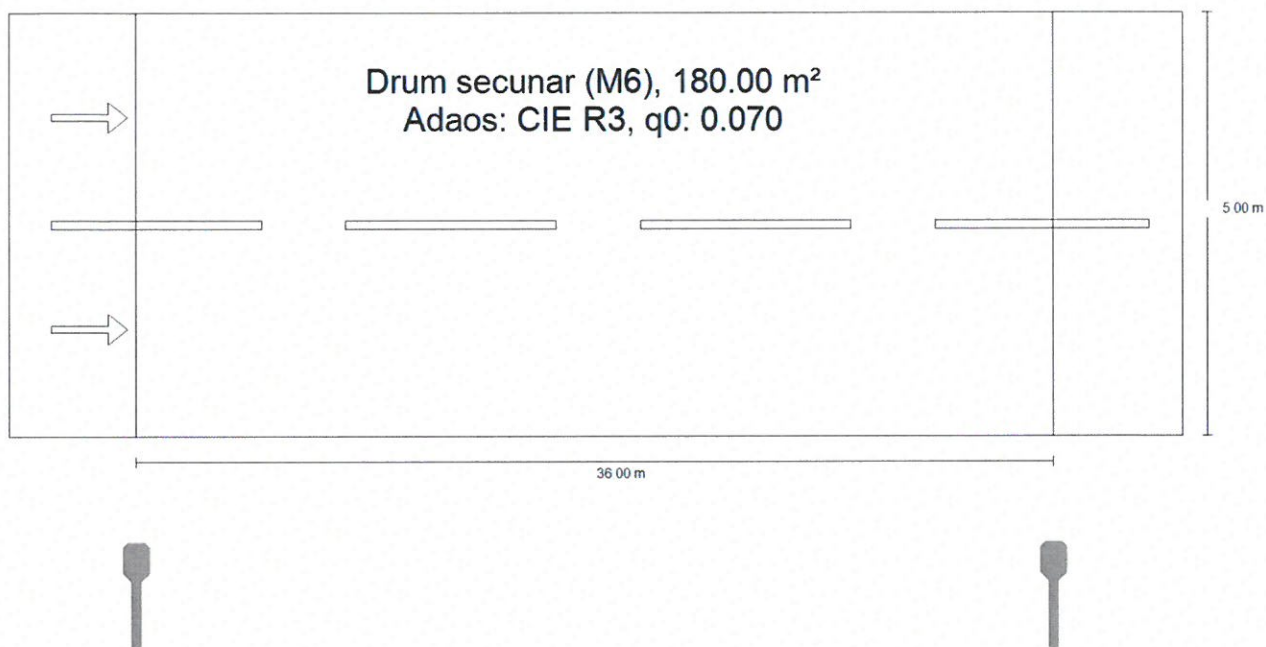 Drum secunar (M6), 180.00 m²
Adaos: CIE R3, q0: 0.070
5 00 m
36 00 m